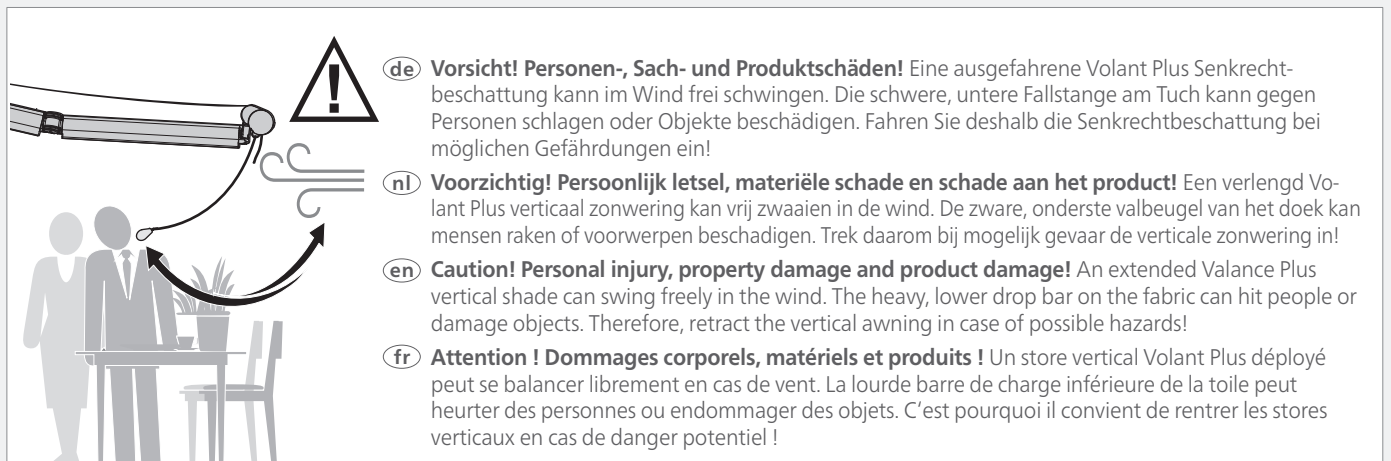 de Vorsicht! Personen-, Sach- und Produktschäden! Eine ausgefahrene Volant Plus Senkrecht-
beschattung kann im Wind frei schwingen. Die schwere, untere Fallstange am Tuch kann gegen
Personen schlagen oder Objekte beschädigen. Fahren Sie deshalb die Senkrechtbeschattung bei
möglichen Gefährdungen ein!
nl Voorzichtig! Persoonlijk letsel, materiële schade en schade aan het product! Een verlengd Vo-
lant Plus verticaal zonwering kan vrij zwaaien in de wind. De zware, onderste valbeugel van het doek kan
mensen raken of voorwerpen beschadigen. Trek daarom bij mogelijk gevaar de verticale zonwering in!
en Caution! Personal injury, property damage and product damage! An extended Valance Plus
vertical shade can swing freely in the wind. The heavy, lower drop bar on the fabric can hit people or
damage objects. Therefore, retract the vertical awning in case of possible hazards!
fr Attention ! Dommages corporels, matériels et produits ! Un store vertical Volant Plus déployé
peut se balancer librement en cas de vent. La lourde barre de charge inférieure de la toile peut
heurter des personnes ou endommager des objets. C‘est pourquoi il convient de rentrer les stores
verticaux en cas de danger potentiel !